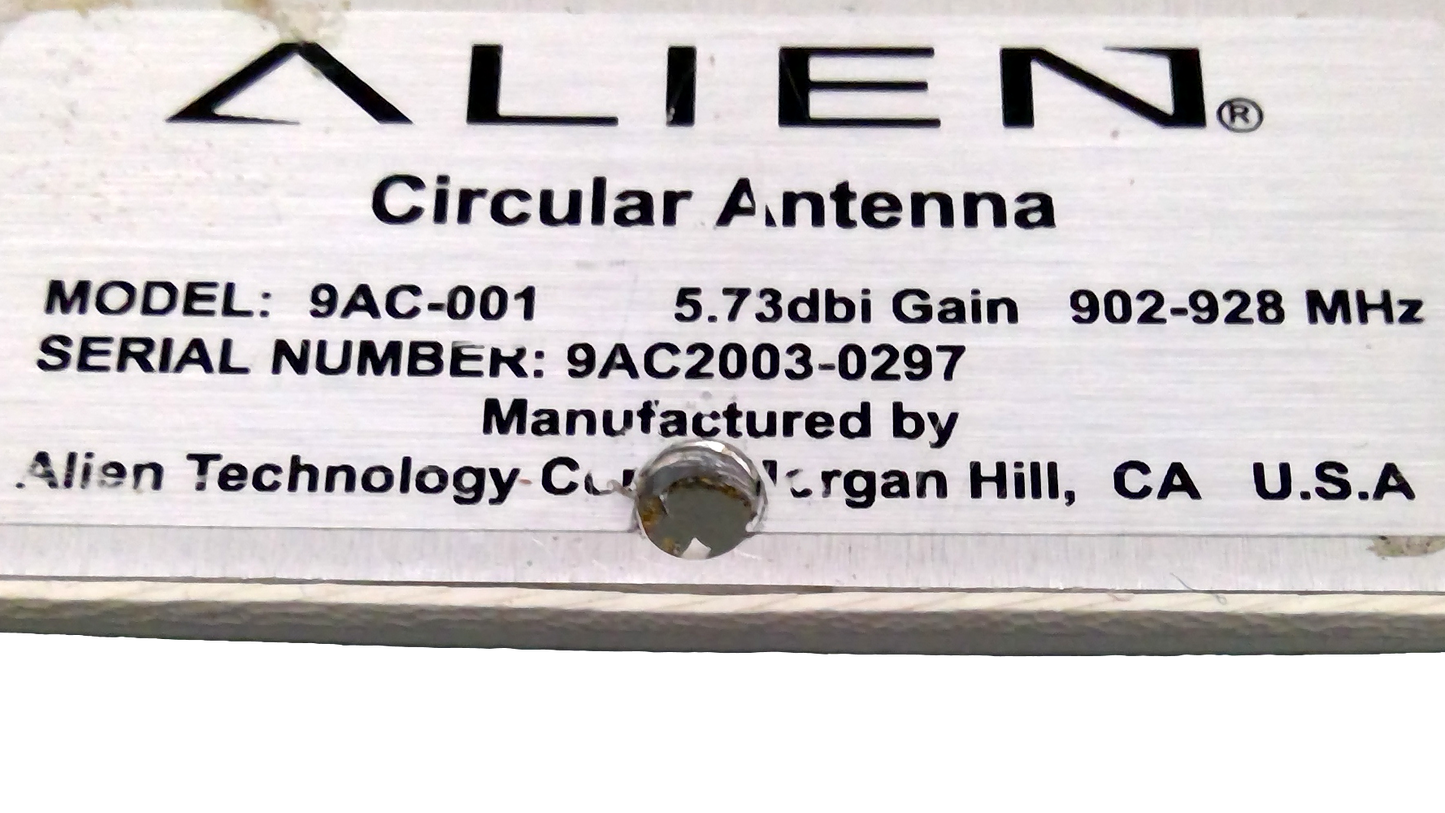 ALIEN®
Circular Antenna
MODEL: 9AC-001 5.73dbi Gain 902-928 MHz
SERIAL NUMBER: 9AC2003-0297
Manufactured by
Alien Technology Hill, CA U.S.A